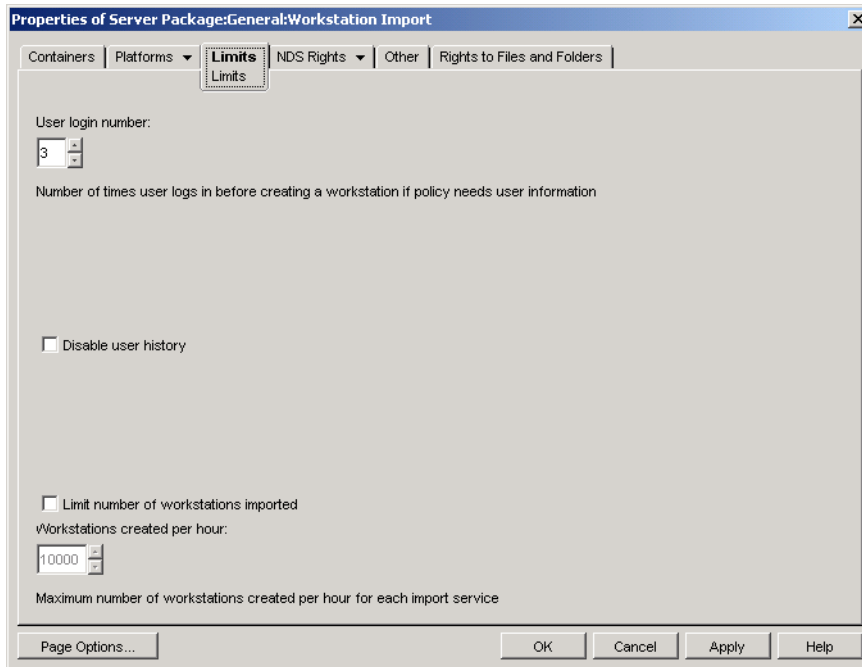 Properties of Server Package:General:Workstation Import
Containers Platforms Limits NDS Rights Other Rights to Files and Folders
Limits
User login number:
3
Number of times user logs in before creating a workstation if policy needs user information
Disable user history
Limit number of workstations imported
Workstations created per hour:
10000
Maximum number of workstations created per hour for each import service
Page Options... OK Cancel Apply Help